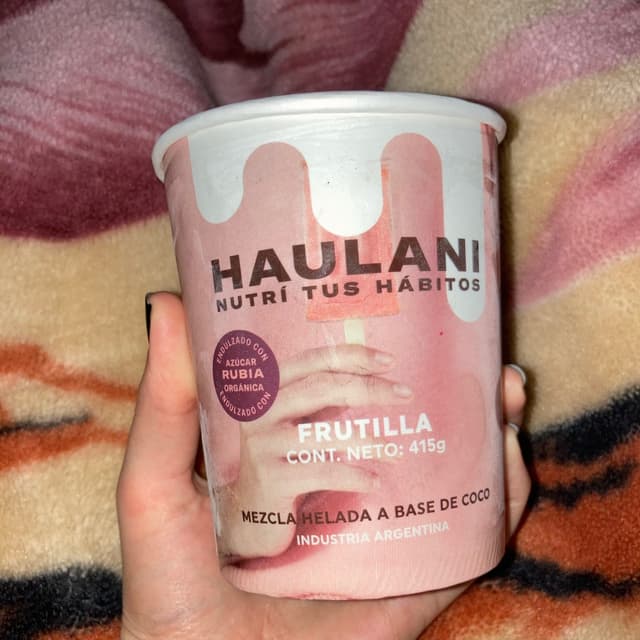 HAULANI
NUTRÍ TUS HÁBITOS
ENDULZADO CON
AZÚCAR
RUBIA
ORGÁNICA
ENDULZADO CON
FRUTILLA
CONT. NETO: 415g
MEZCLA HELADA A BASE DE COCO
INDUSTRIA ARGENTINA